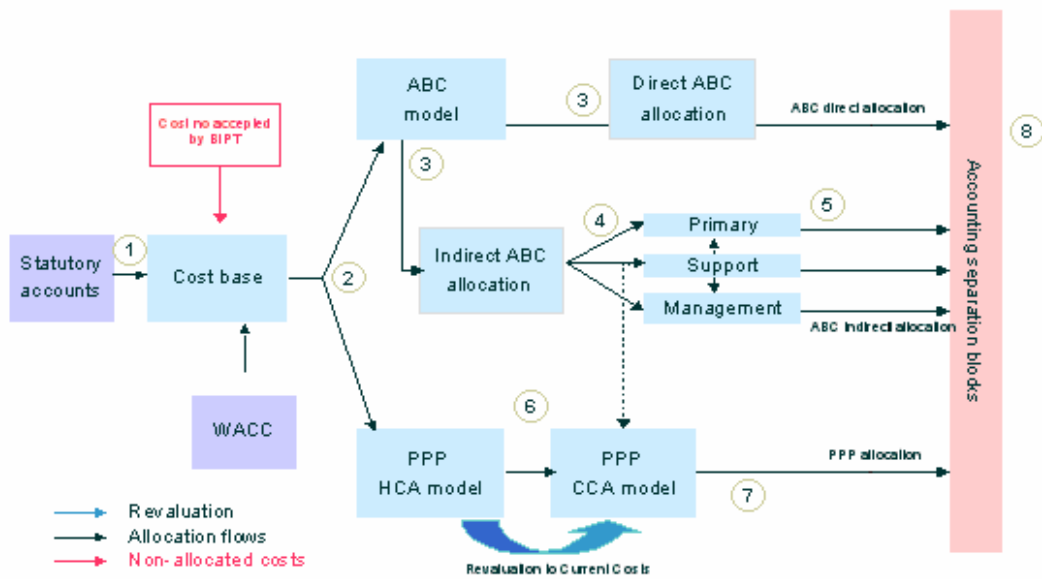 ABC
model
3
Direct ABC
allocation
ABC direct allocation
8
Cost no accepted
by BIPT
3
Statutory
accounts
1
Cost base
2
Indirect ABC
allocation
4
Primary
5
Support
Management
ABC Indirect allocation
Accounting separation blocks
WACC
PPP
HCA model
6
PPP
CCA model
7
PPP allocation
Revaluation
Allocation flows
Non-allocated costs
Revaluation to Current Costs